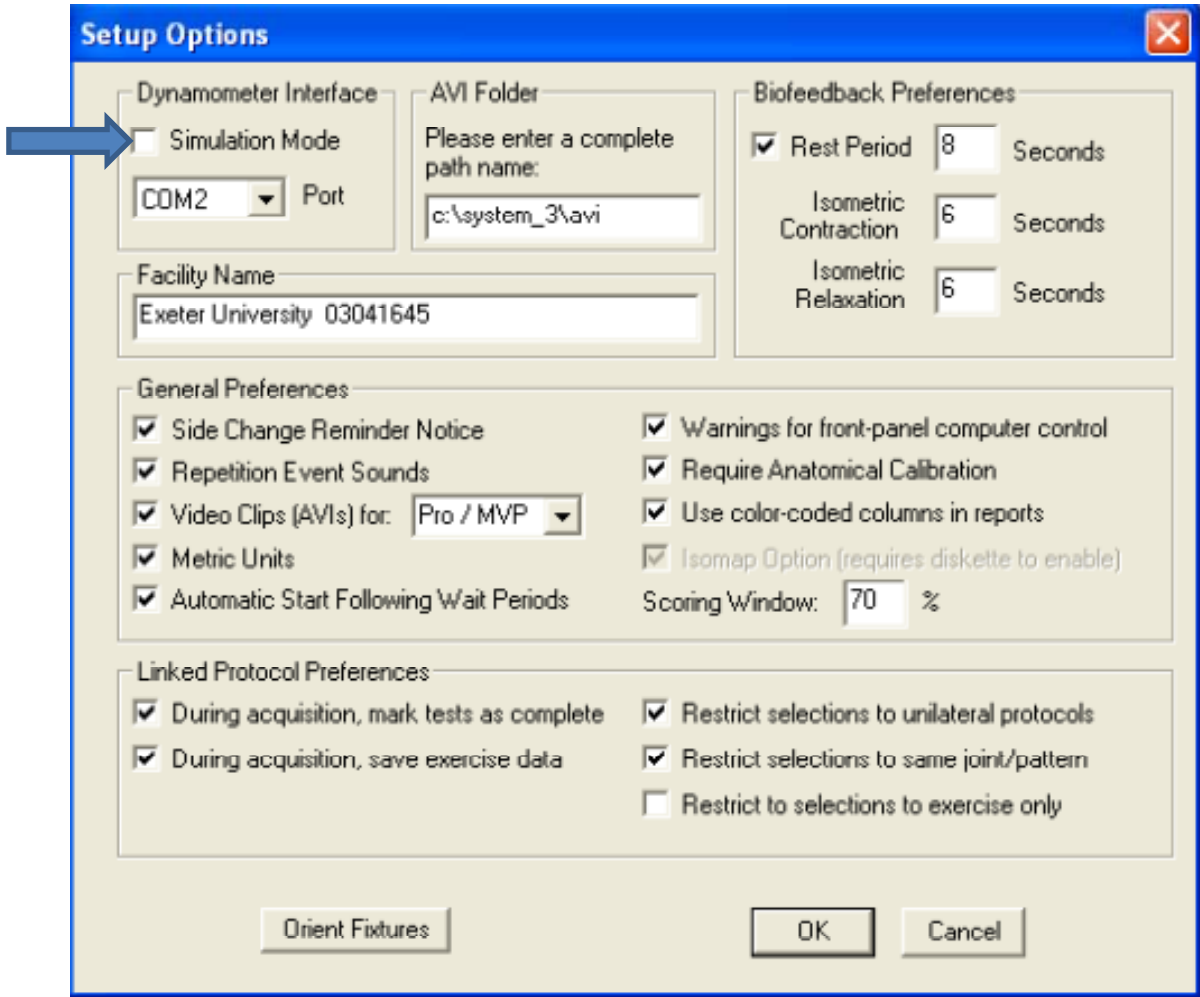 Setup Options
Dynamometer Interface
Simulation Mode
COM2
Port
AVI Folder
Please enter a complete
path name:
c:\system_3\avi
Biofeedback Preferences
Rest Period 8 Seconds
Isometric
Contraction 6 Seconds
Isometric
Relaxation 6 Seconds
Facility Name
Exeter University 03041645
General Preferences
Side Change Reminder Notice
Repetition Event Sounds
Video Clips (AVIs) for: Pro / MVP
Metric Units
Automatic Start Following Wait Periods
Warnings for front-panel computer control
Require Anatomical Calibration
Use color-coded columns in reports
Isomap Option (requires diskette to enable)
Scoring Window: 70 %
Linked Protocol Preferences
During acquisition, mark tests as complete
During acquisition, save exercise data
Restrict selections to unilateral protocols
Restrict selections to same joint/pattern
Restrict to selections to exercise only
Orient Fixtures
OK
Cancel